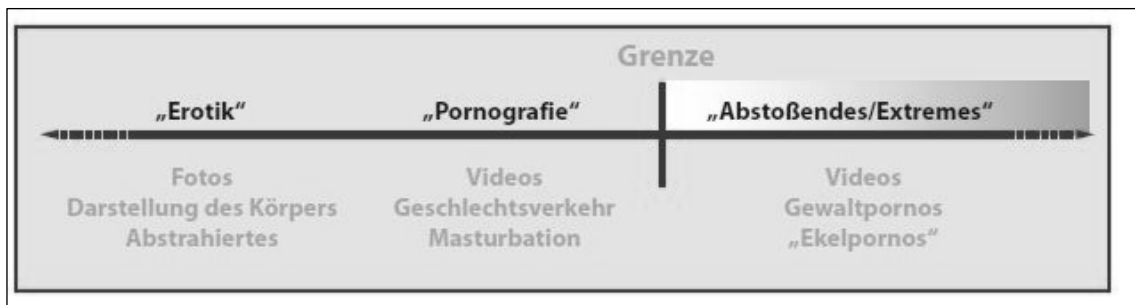 Grenze
„Erotik“ „Pornografie“ „Abstoßendes/Extremes“
Fotos Videos Videos
Darstellung des Körpers Geschlechtsverkehr Gewaltpornos
Abstrahiertes Masturbation „Ekelpornos“